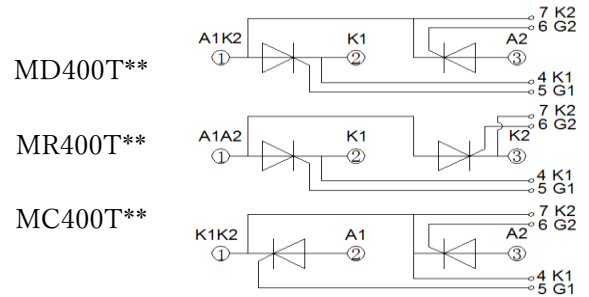 7 K2
6 G2
A1K2 K1 A2
① ② ③
MD400T**
4 K1
5 G1
7 K2
6 G2
MR400T** A1A2 K1 K2
① ② ③
4 K1
5 G1
MC400T** 7 K2
6 G2
K1K2 A1 A2
① ② ③
4 K1
5 G1